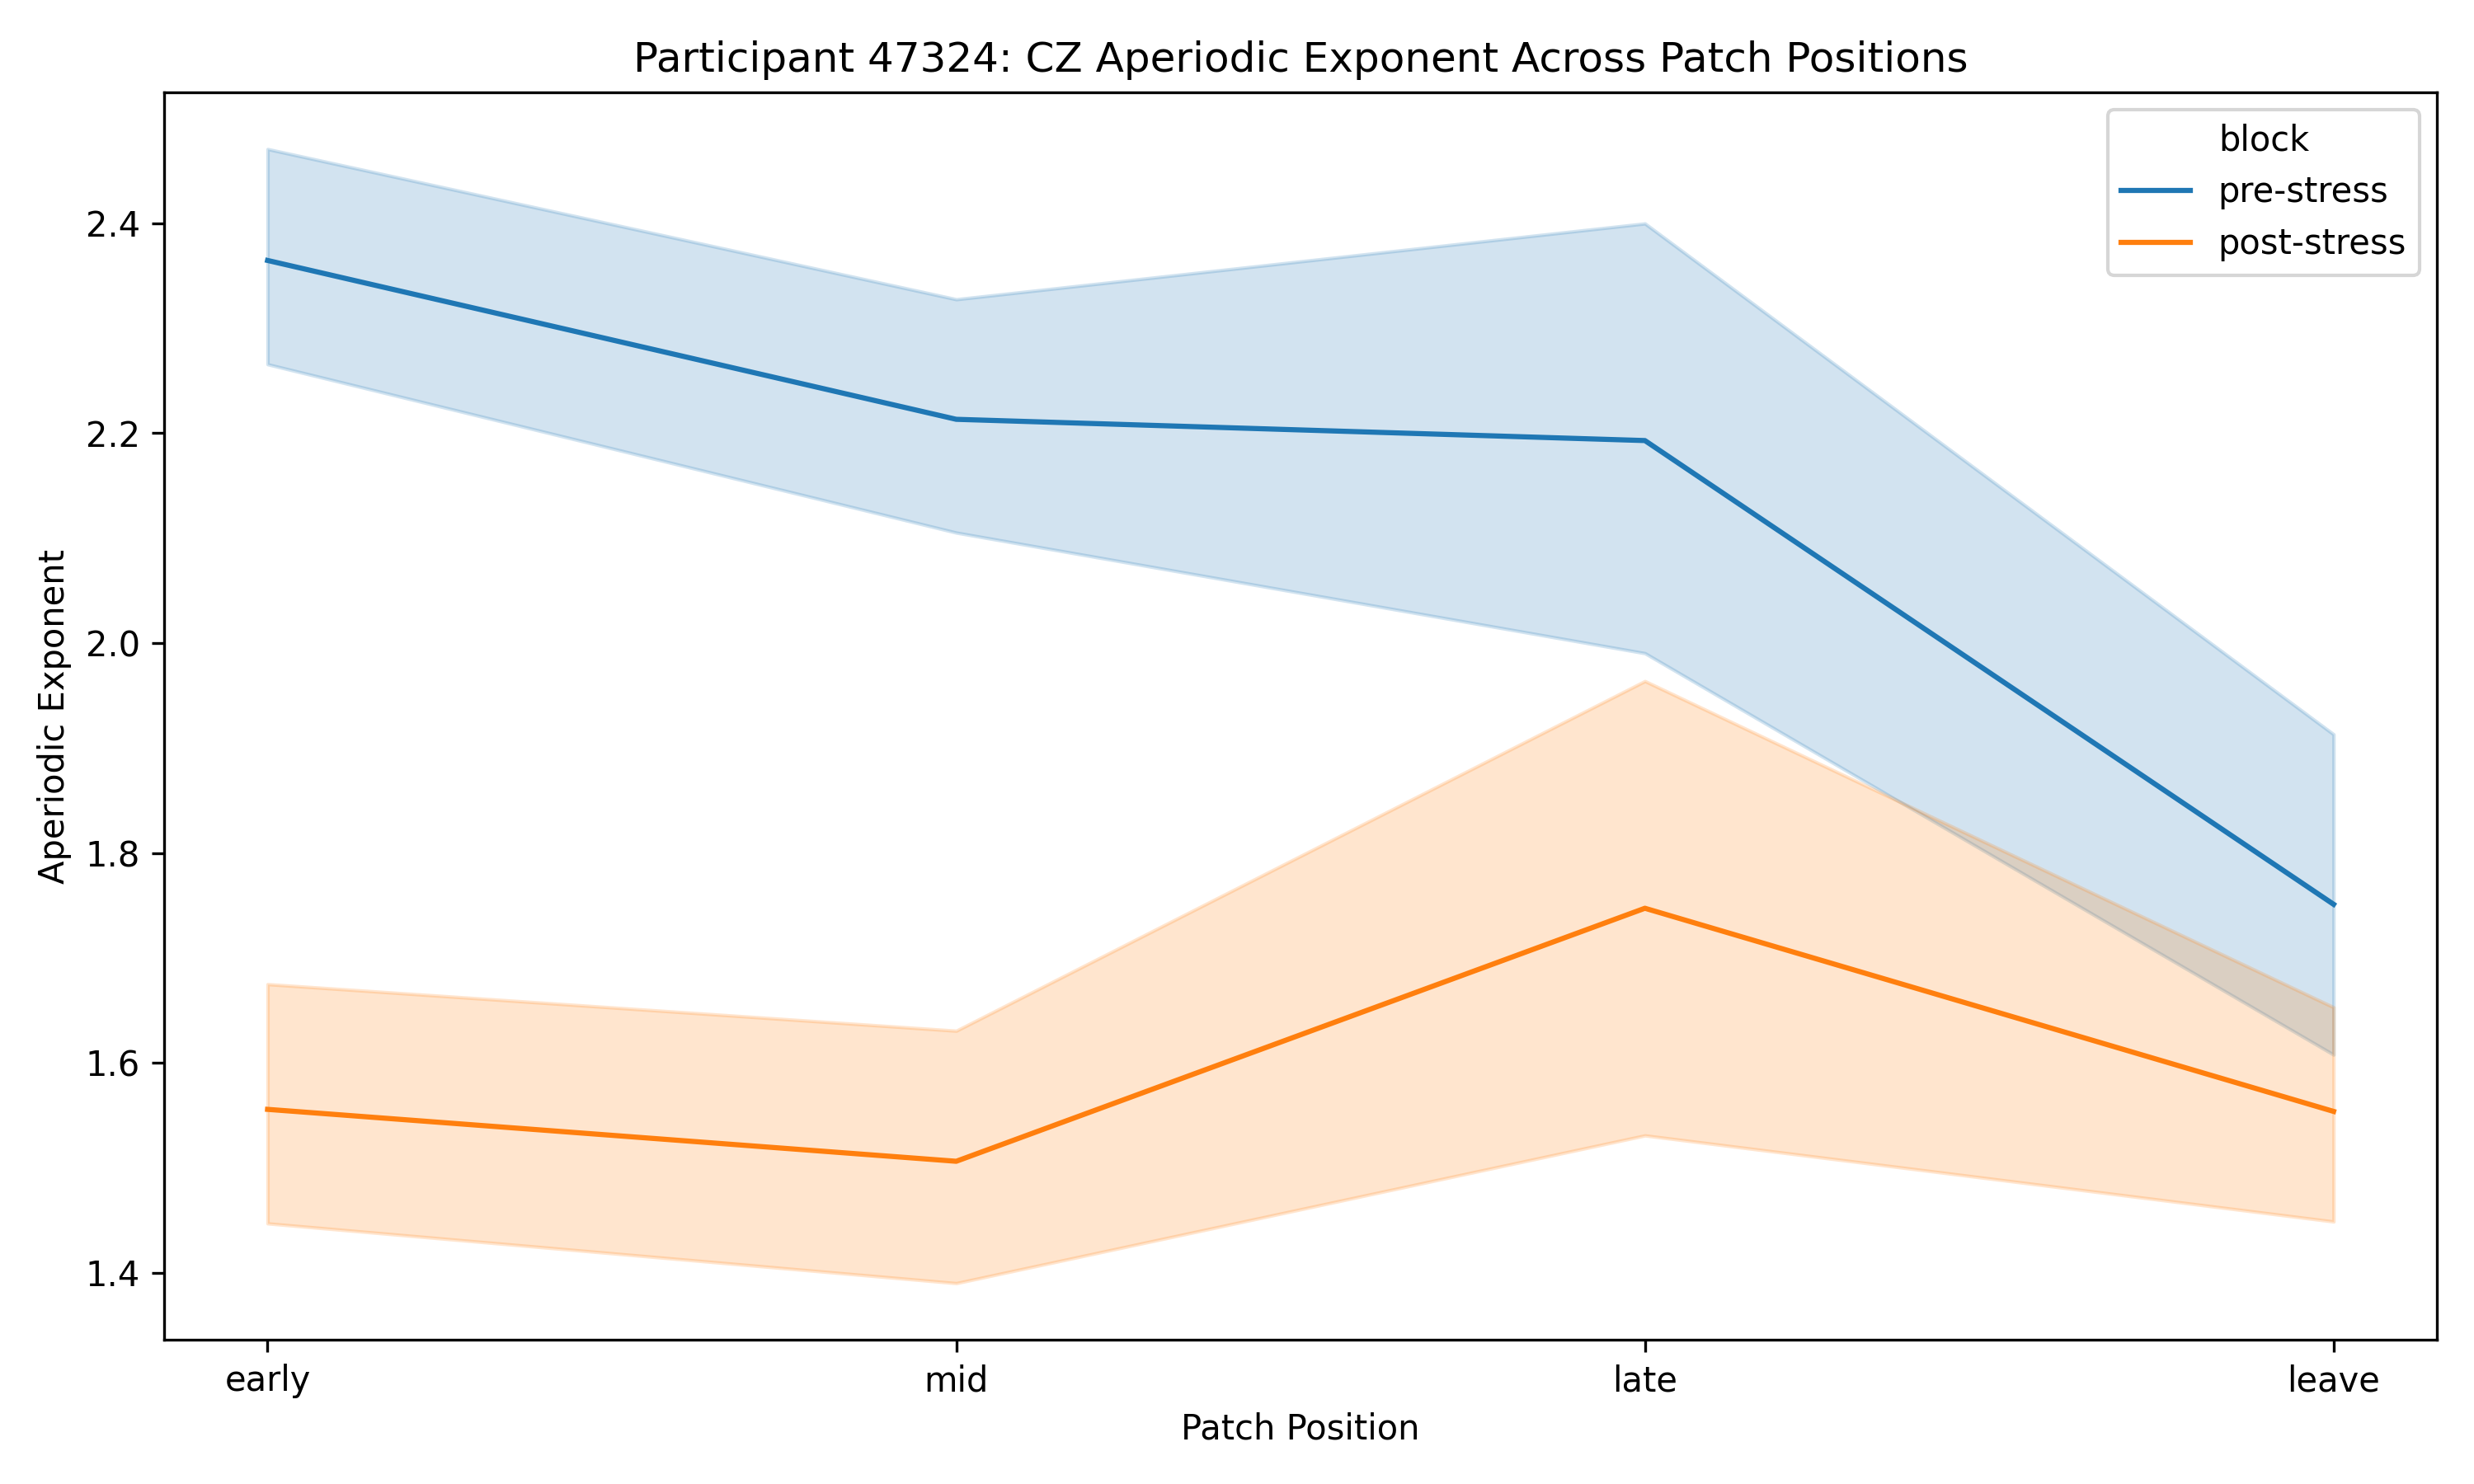 Participant 47324: CZ Aperiodic Exponent Across Patch Positions
block
pre-stress
post-stress
Aperiodic Exponent
2.4
2.2
2.0
1.8
1.6
1.4
early mid late leave
Patch Position